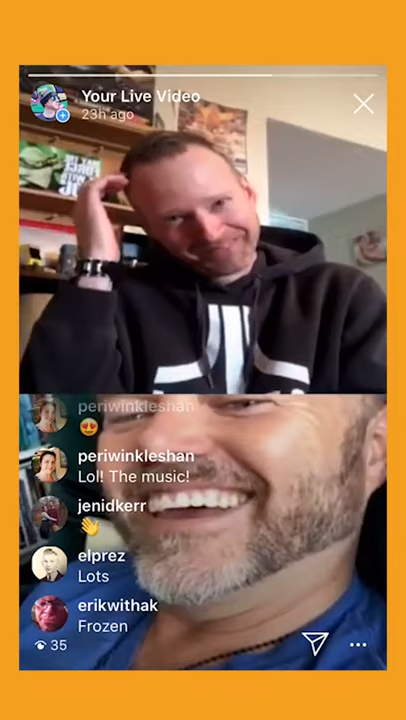 Your Live Video
23h ago
periwinkleshan
😍
periwinkleshan
Lol! The music!
jenidkerr
👋
elprez
Lots
erikwithak
Frozen
35